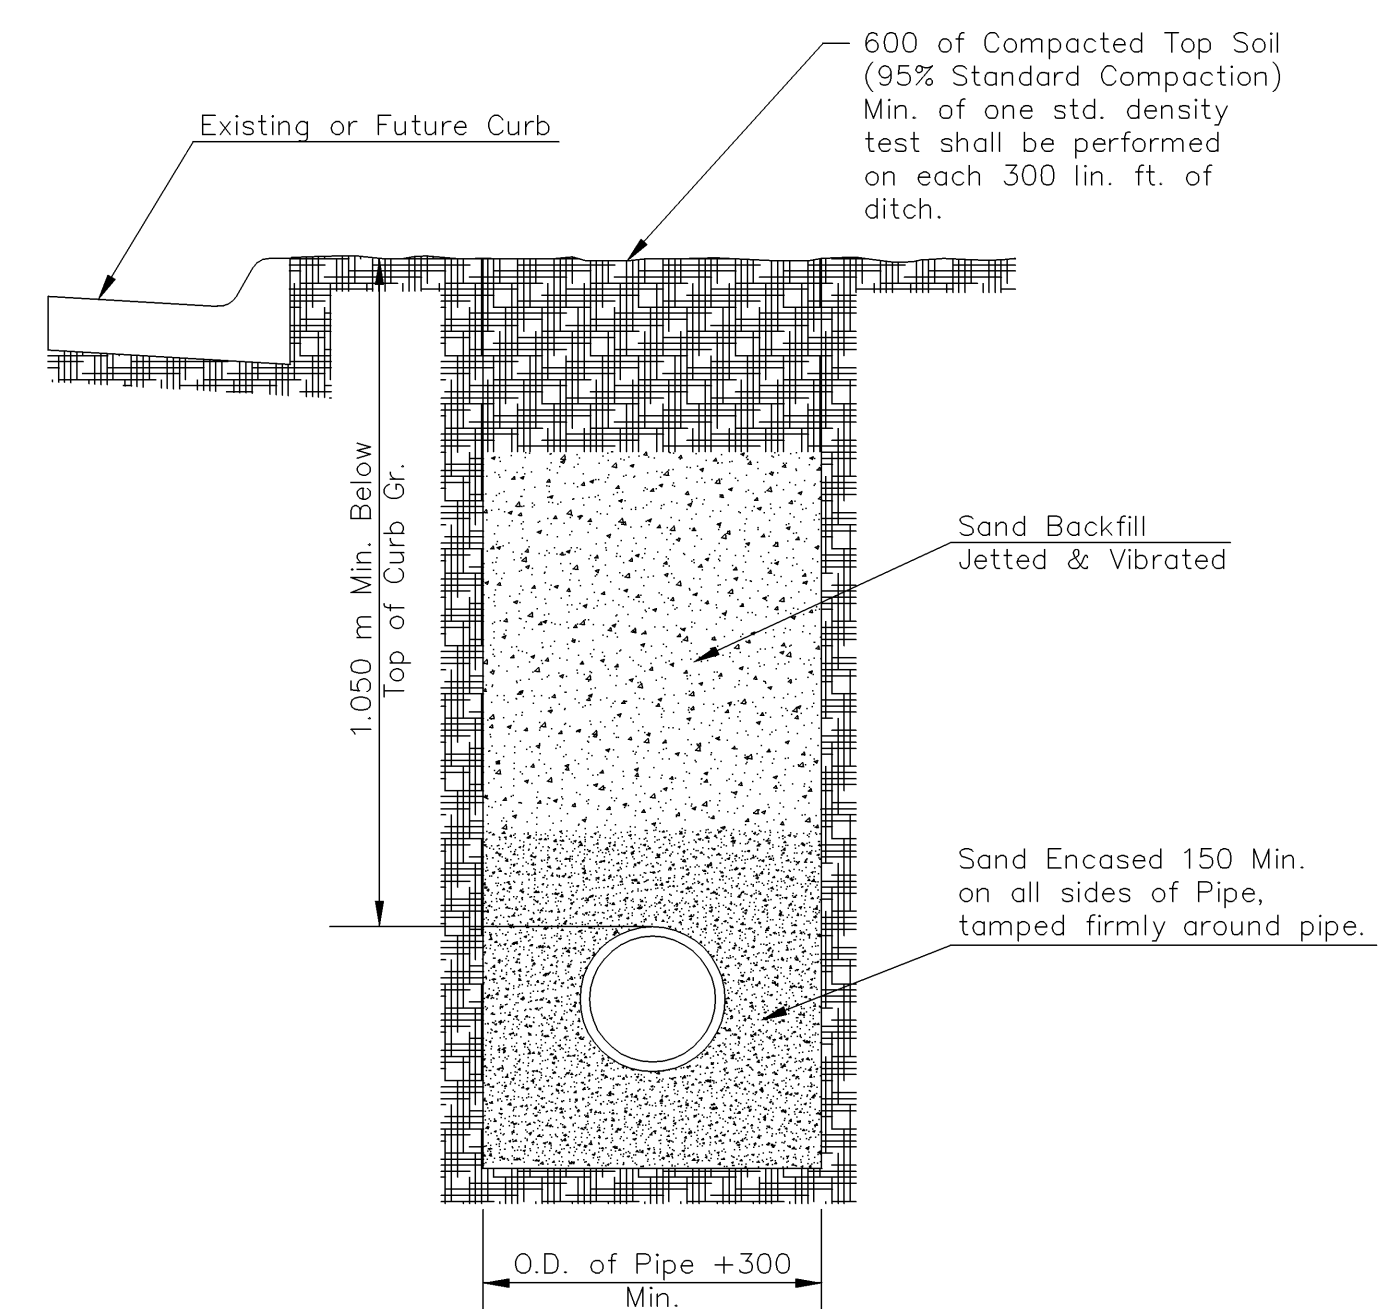 600 of Compacted Top Soil
(95% Standard Compaction)
Min. of one std. density
test shall be performed
on each 300 lin. ft. of
ditch.
Existing or Future Curb
1.050 m Min. Below
Top of Curb Gr.
Sand Backfill
Jetted & Vibrated
Sand Encased 150 Min.
on all sides of Pipe,
tamped firmly around pipe.
O.D. of Pipe +300
Min.